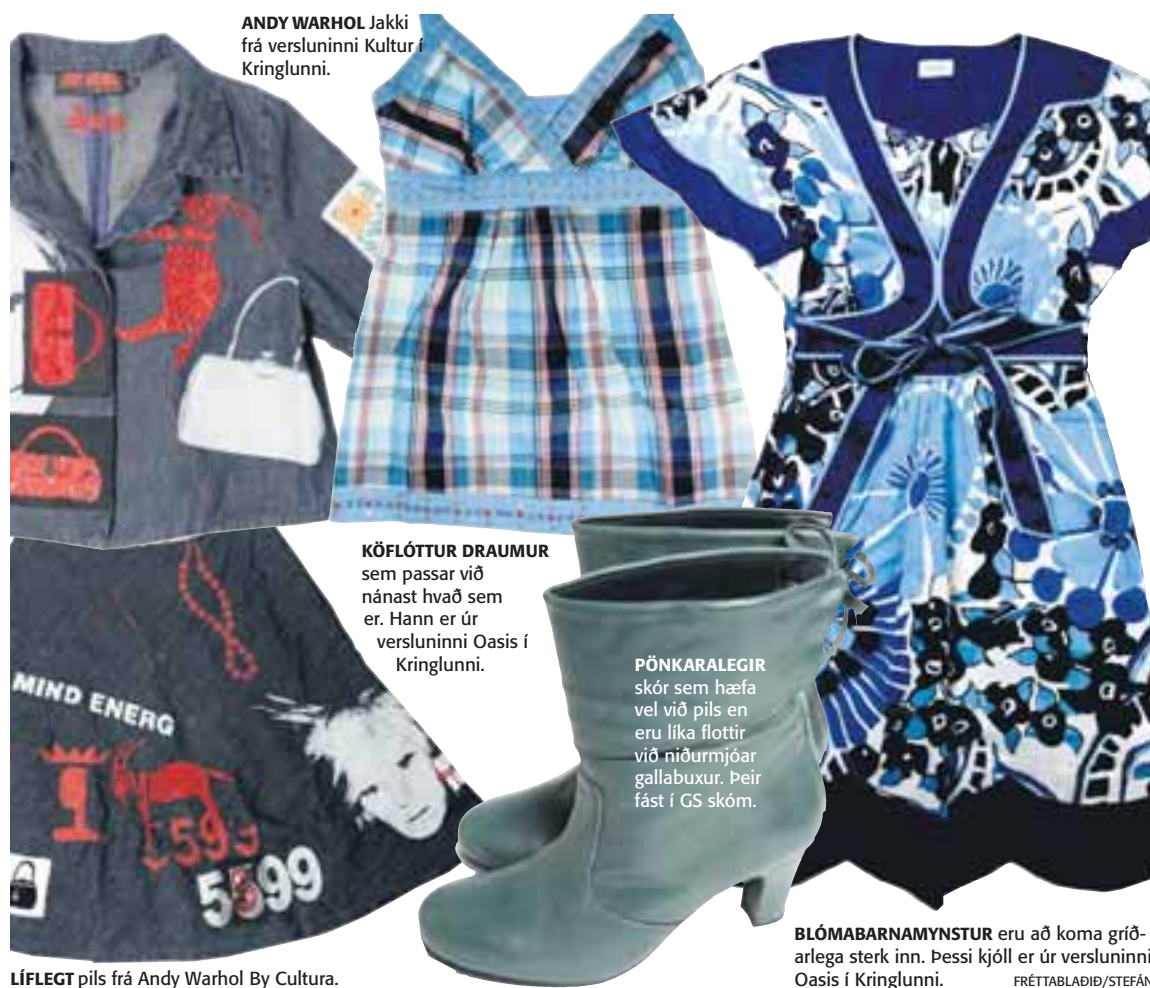 ANDY WARHOL Jakki
frá versluninni Kultur í
Kringlunni.
KÖFLÓTTUR DRAUMUR
sem passar við
nánast hvað sem
er. Hann er úr
versluninni Oasis í
Kringlunni.
PÖNKARALEGIR
skór sem hæfa
vel við pils en
eru líka flottir
við niðurmjóar
gallabuxur. Þeir
fást í GS skóm.
MIND ENERG
5599
LÍFLEGT pils frá Andy Warhol By Cultura.
BLÓMABARNAMYNSTUR eru að koma gríð-
arlega sterk inn. Þessi kjóll er úr versluninni
Oasis í Kringlunni.
FRÉTTABLAÐIÐ/STEFÁN